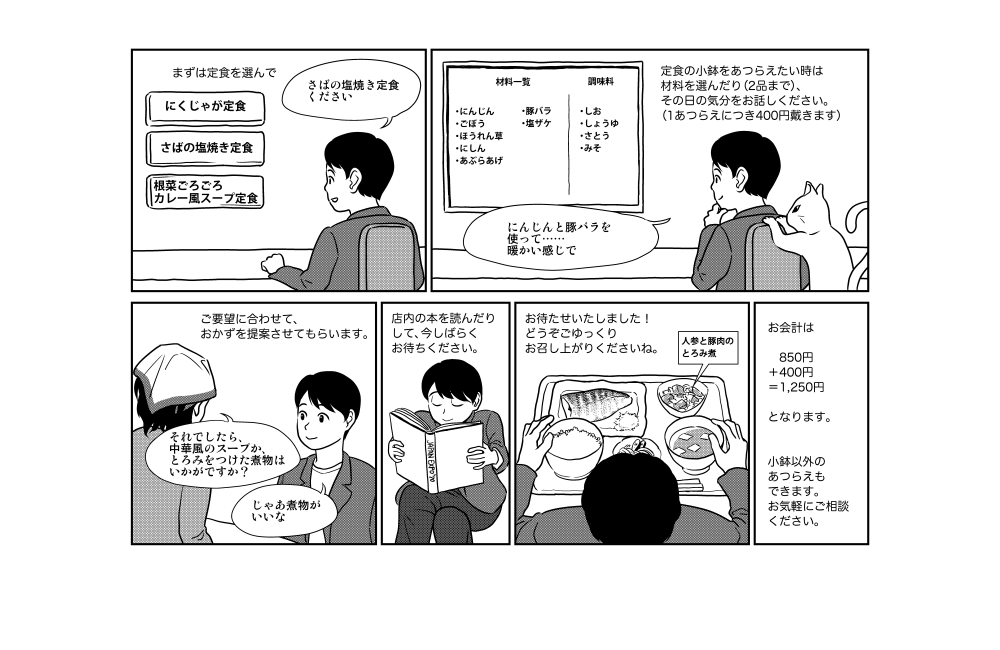 まずは定食を選んで
にくじゃが定食
さばの塩焼き定食
根菜ごろごろ
カレー風スープ定食
さばの塩焼き定食
ください
材料一覧
調味料
・にんじん
・ごぼう
・ほうれん草
・にしん
・あぶらあげ
・豚バラ
・塩ザケ
・しお
・しょうゆ
・さとう
・みそ
定食の小鉢をあつらえたい時は
材料を選んだり(2品まで)、
その日の気分をお話しください。
(1あつらえにつき400円戴きます)
にんじんと豚バラを
使って……
暖かい感じで
ご要望に合わせて、
おかずを提案させてもらいます。
それでしたら、
中華風のスープか、
とろみをつけた煮物は
いかがですか？
じゃあ煮物が
いいな
店内の本を読んだり
して、今しばらく
お待ちください。
お待たせいたしました！
どうぞごゆっくり
お召し上がりくださいね。
人参と豚肉の
とろみ煮
お会計は
850円
＋400円
＝1,250円
となります。
小鉢以外の
あつらえも
できます。
お気軽にご相談
ください。